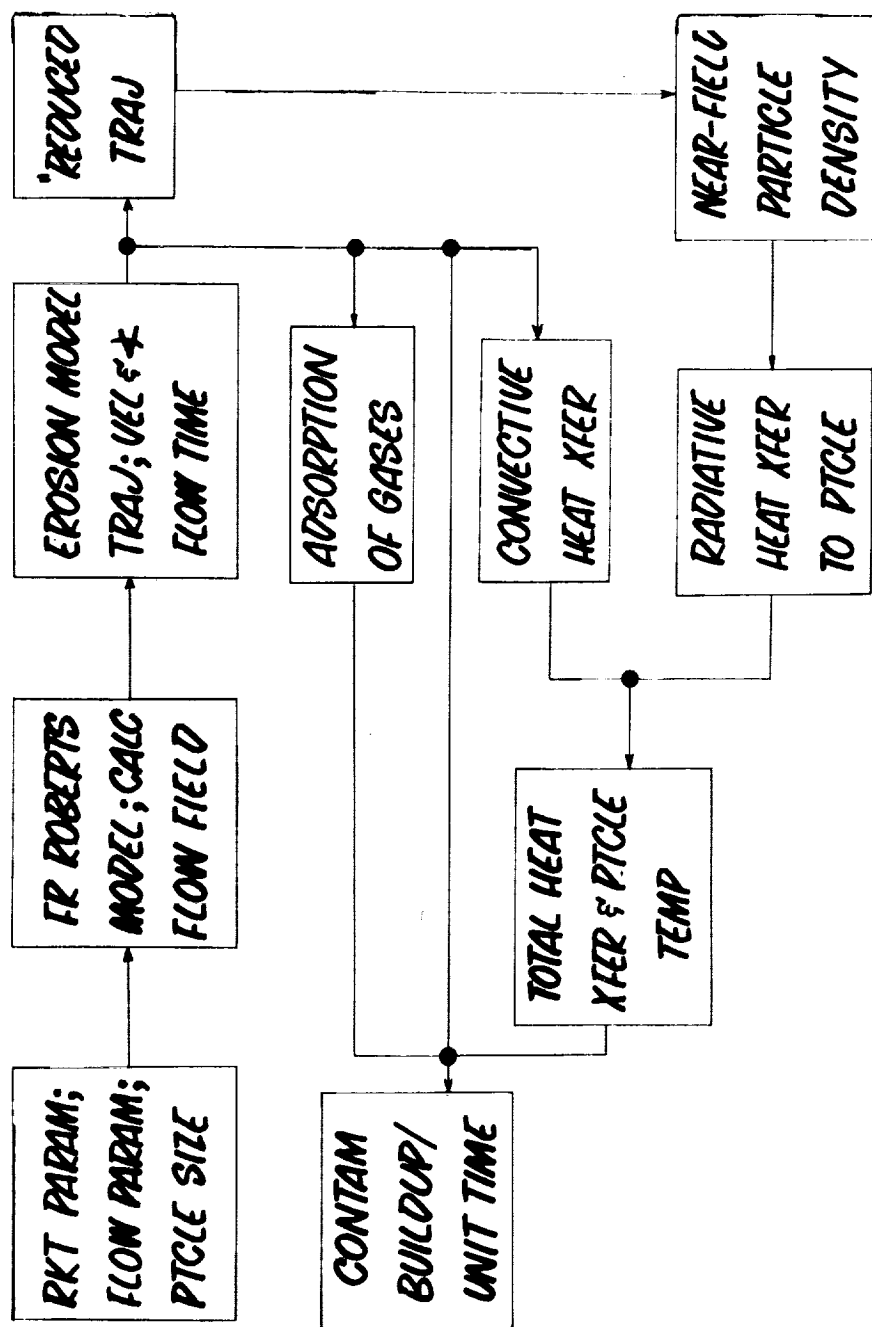 RKT PARAM;
FLOW PARAM;
PTCLE SIZE
FR ROBERTS
MODEL; CALC
FLOW FIELD
EROSION MODEL
TRAJ; VEL &
FLOW TIME
"REDUCED
TRAJ
ADSORPTION
OF GASES
CONTAM
BUILDUP/
UNIT TIME
CONVECTIVE
HEAT XFER
TOTAL HEAT
XFER & PTCLE
TEMP
RADIATIVE
HEAT XFER
TO PTCLE
NEAR-FIELD
PARTICLE
DENSITY